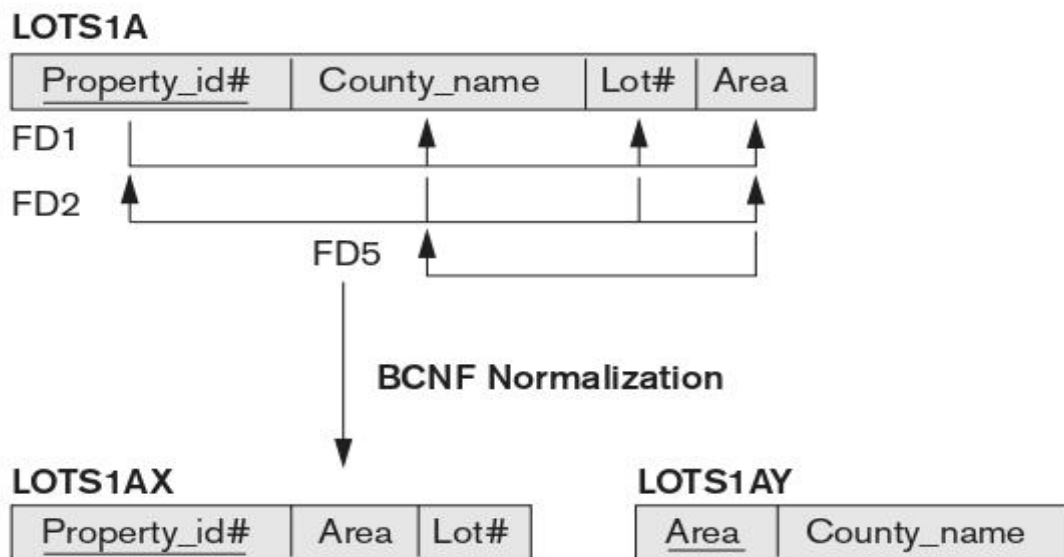 LOTS1A
Property_id# County_name Lot# Area
FD1
FD2
FD5
BCNF Normalization
LOTS1AX
Property_id# Area Lot#
LOTS1AY
Area County_name